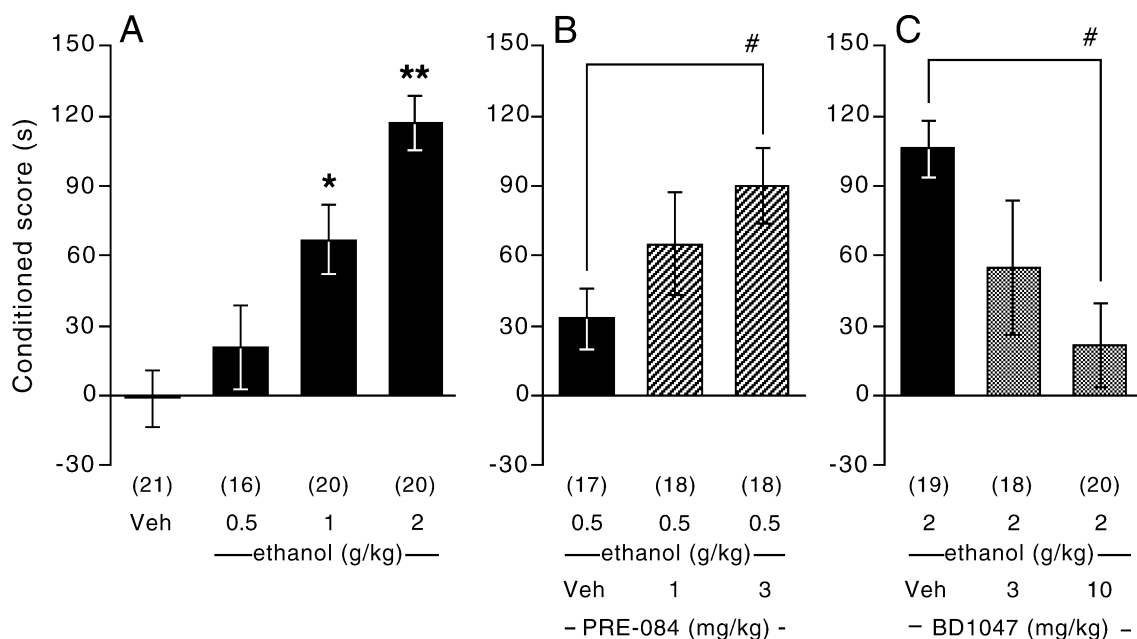 A
B
C
Conditioned score (s)
150
120
90
60
30
0
-30
*
**
(21) (16) (20) (20)
Veh 0.5 1 2
ethanol (g/kg)
150
120
90
60
30
0
-30
#
(17) (18) (18)
0.5 0.5 0.5
ethanol (g/kg)
Veh 1 3
PRE-084 (mg/kg)
150
120
90
60
30
0
-30
#
(19) (18) (20)
2 2 2
ethanol (g/kg)
Veh 3 10
BD1047 (mg/kg)